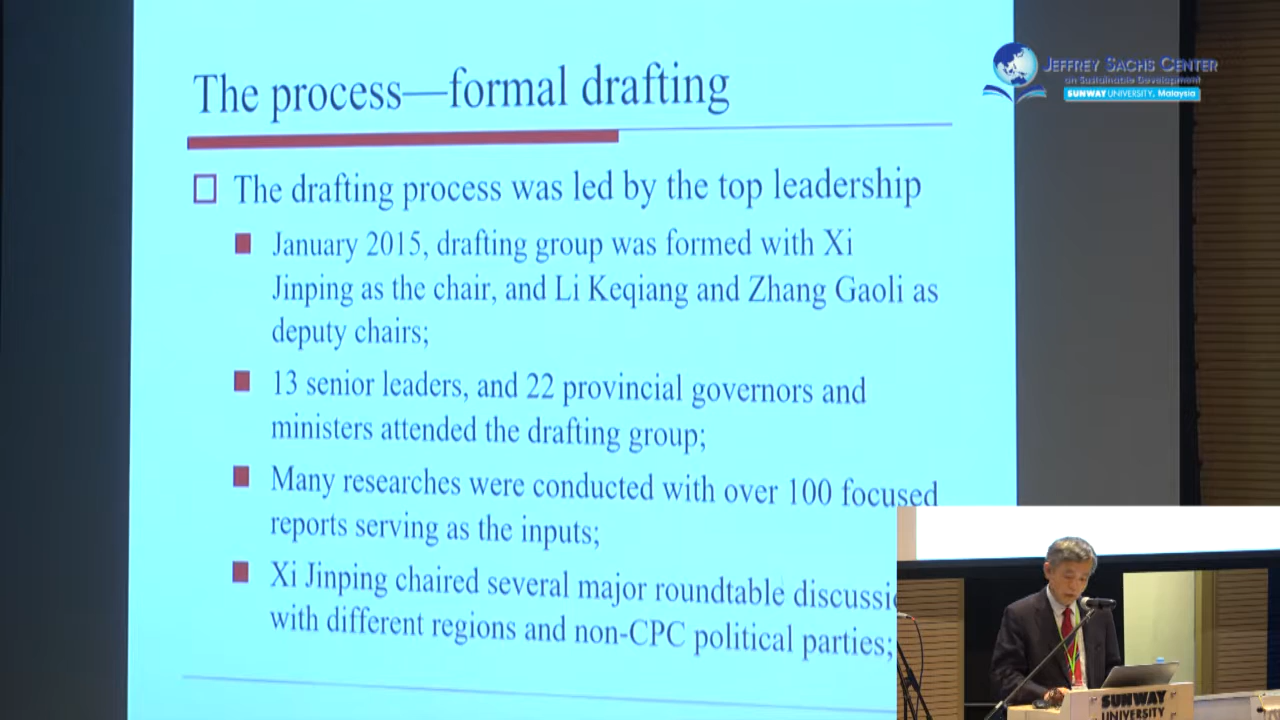 The process—formal drafting
JEFFREY SACHS CENTER
on Sustainable Development
SUNWAY UNIVERSITY, Malaysia
The drafting process was led by the top leadership
January 2015, drafting group was formed with Xi
Jinping as the chair, and Li Keqiang and Zhang Gaoli as
deputy chairs;
13 senior leaders, and 22 provincial governors and
ministers attended the drafting group;
Many researches were conducted with over 100 focused
reports serving as the inputs;
Xi Jinping chaired several major roundtable discussi
with different regions and non-CPC political parties;
SUNWAY
UNIVERSITY